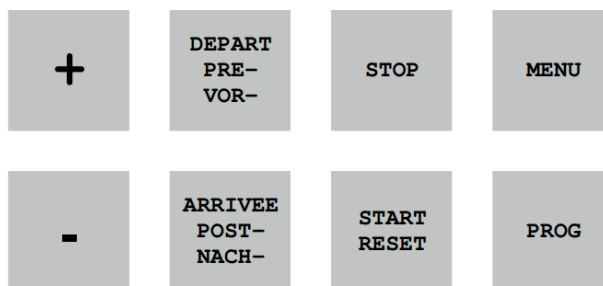 +
DEPART
PRE-
VOR-
STOP
MENU
-
ARRIVEE
POST-
NACH-
START
RESET
PROG